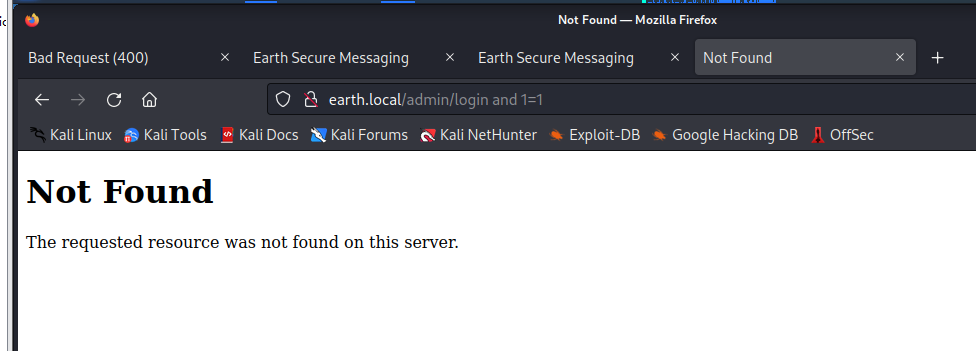 Not Found — Mozilla Firefox
Bad Request (400)
Earth Secure Messaging
Earth Secure Messaging
Not Found
earth.local/admin/login and 1=1
Kali Linux
Kali Tools
Kali Docs
Kali Forums
Kali NetHunter
Exploit-DB
Google Hacking DB
OffSec
Not Found
The requested resource was not found on this server.